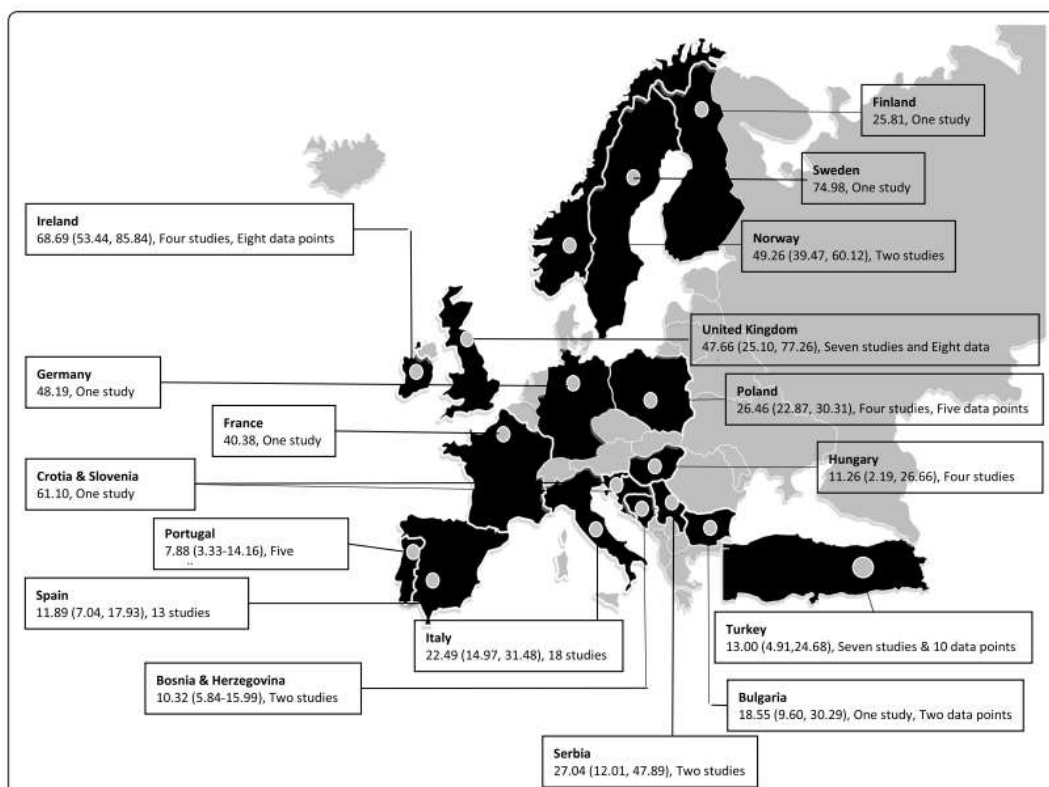 Finland
25.81, One study
Sweden
74.98, One study
Ireland
68.69 (53.44, 85.84), Four studies, Eight data points
Norway
49.26 (39.47, 60.12), Two studies
United Kingdom
47.66 (25.10, 77.26), Seven studies and Eight data
Germany
48.19, One study
Poland
26.46 (22.87, 30.31), Four studies, Five data points
France
40.38, One study
Hungary
11.26 (2.19, 26.66), Four studies
Crotia & Slovenia
61.10, One study
Portugal
7.88 (3.33-14.16), Five
Spain
11.89 (7.04, 17.93), 13 studies
Italy
22.49 (14.97, 31.48), 18 studies
Turkey
13.00 (4.91,24.68), Seven studies & 10 data points
Bosnia & Herzegovina
10.32 (5.84-15.99), Two studies
Bulgaria
18.55 (9.60, 30.29), One study, Two data points
Serbia
27.04 (12.01, 47.89), Two studies